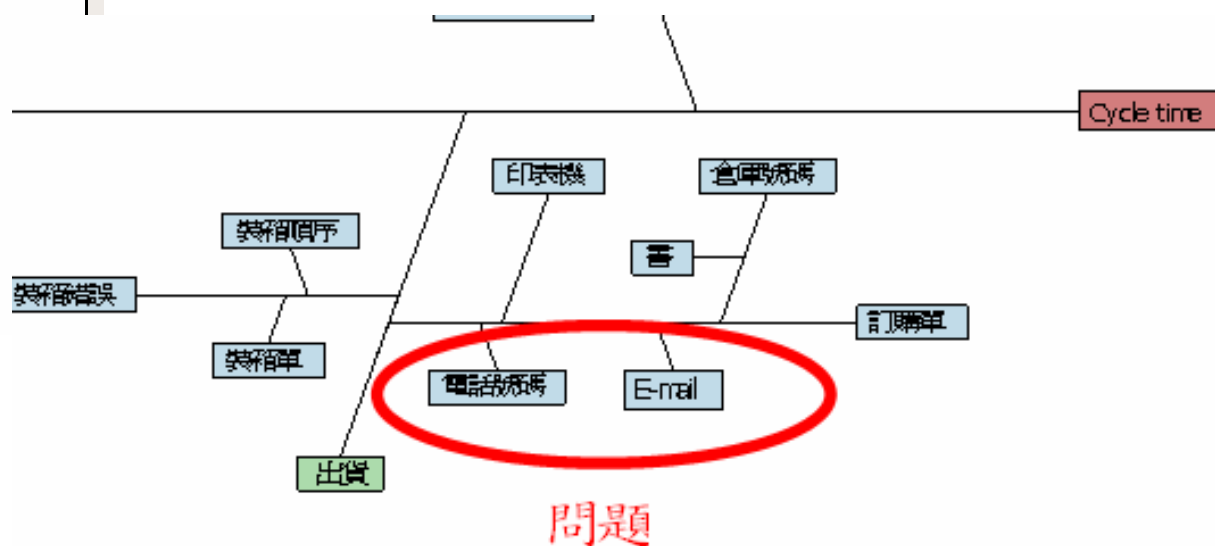 Cycle time
印表機
倉庫號碼
裝箱順序
書
裝箱錯誤
訂購單
裝箱單
電話號碼
E-mail
出貨
問題